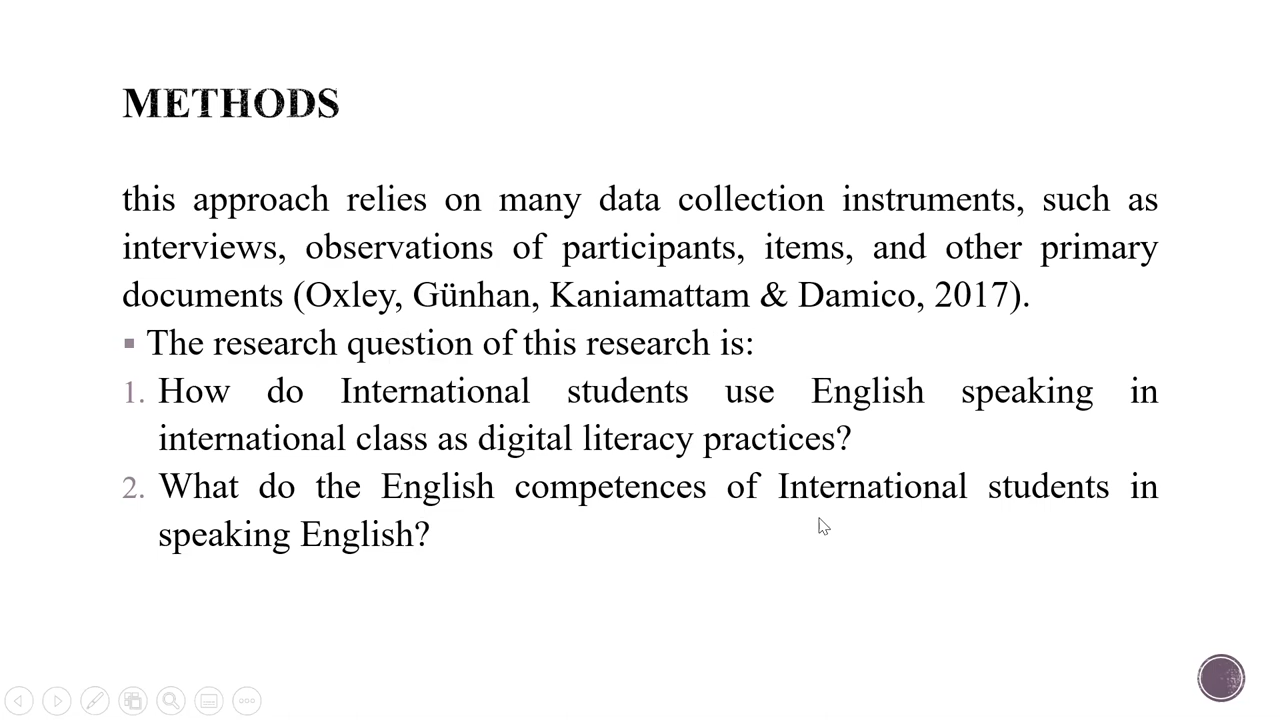 METHODS
this approach relies on many data collection instruments, such as
interviews, observations of participants, items, and other primary
documents (Oxley, Günhan, Kaniamattam & Damico, 2017).
▪ The research question of this research is:
1. How do International students use English speaking in
international class as digital literacy practices?
2. What do the English competences of International students in
speaking English?